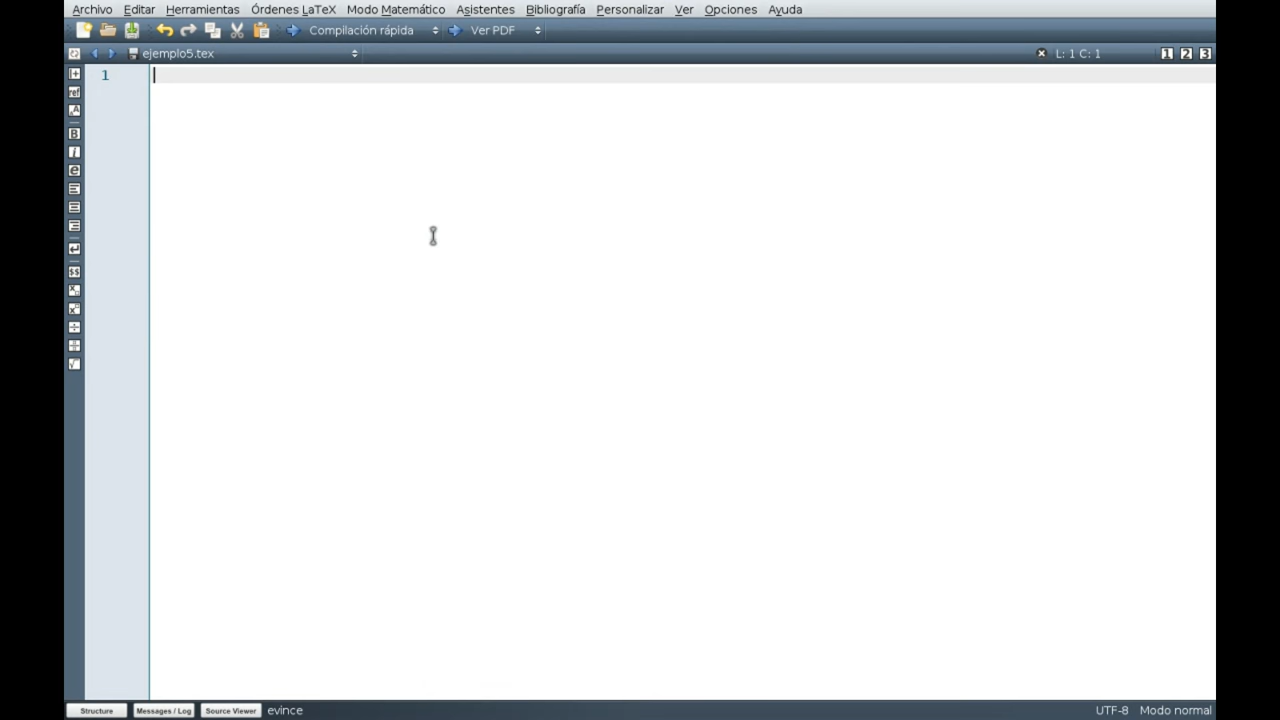 Archivo Editar Herramientas Órdenes LaTeX Modo Matemático Asistentes Bibliografía Personalizar Ver Opciones Ayuda
Compilación rápida Ver PDF
ejemplo5.tex L: 1 C: 1 1 2 3
1
ref
A
B
i
e
$$
x
x
Structure Messages / Log Source Viewer evince UTF-8 Modo normal